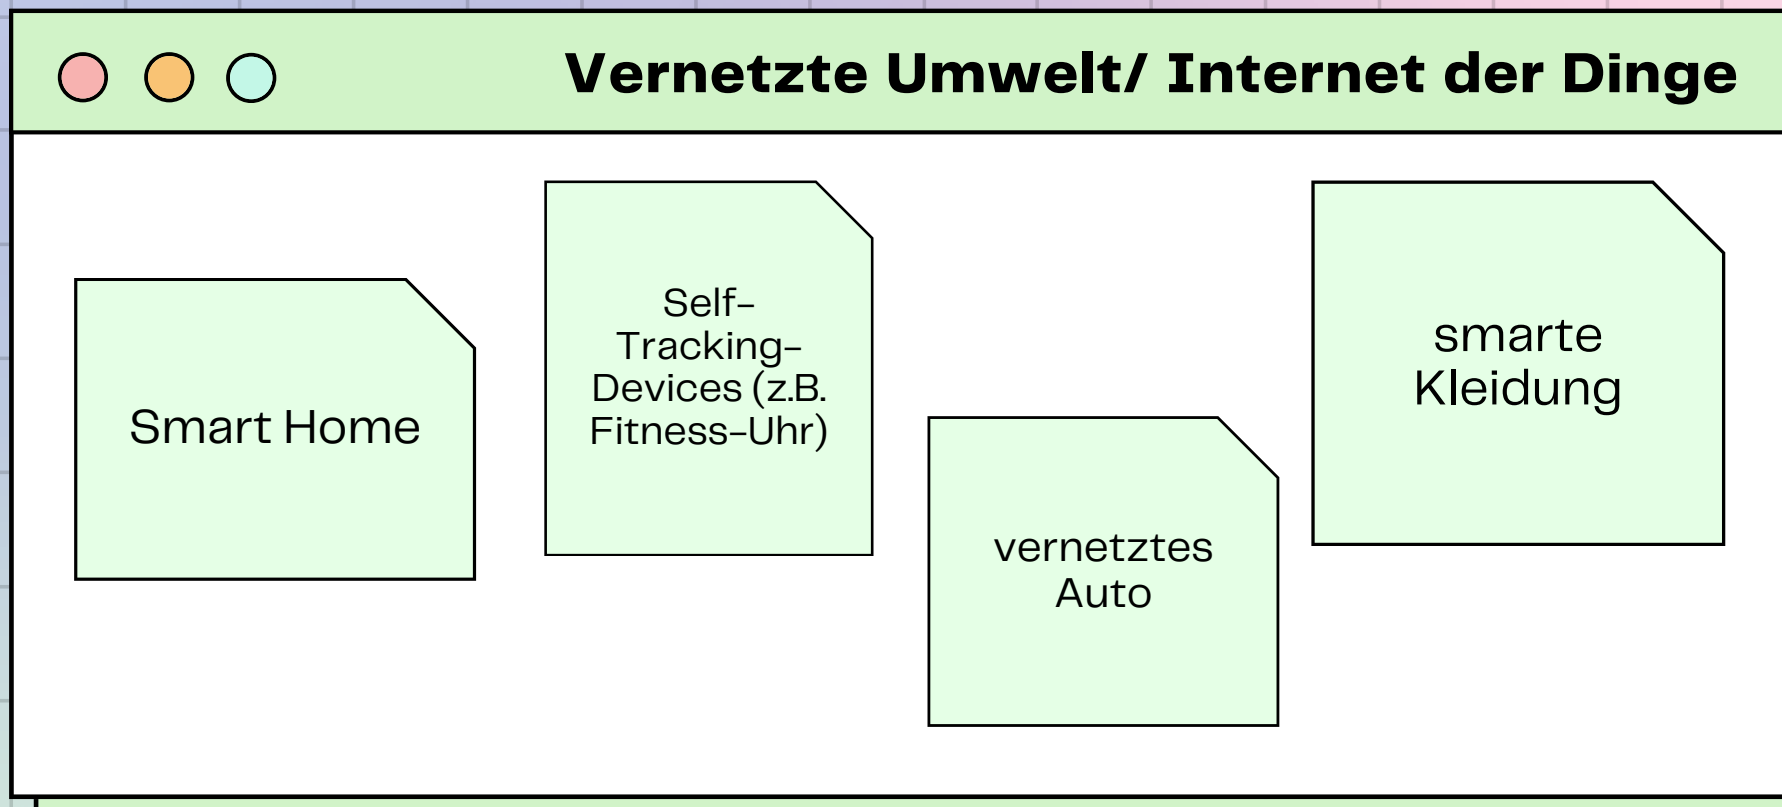 Vernetzte Umwelt/ Internet der Dinge
Smart Home
Self-
Tracking-
Devices (z.B.
Fitness-Uhr)
vernetztes
Auto
smarte
Kleidung